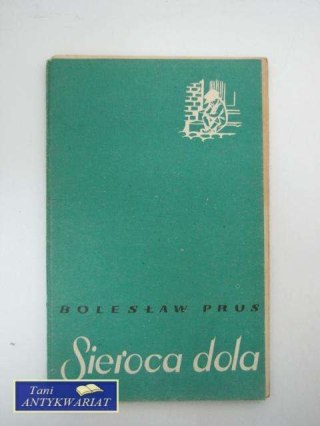 BOLESŁAW PRUS
Sieroca dola
Tani
ANTYKWARIAT